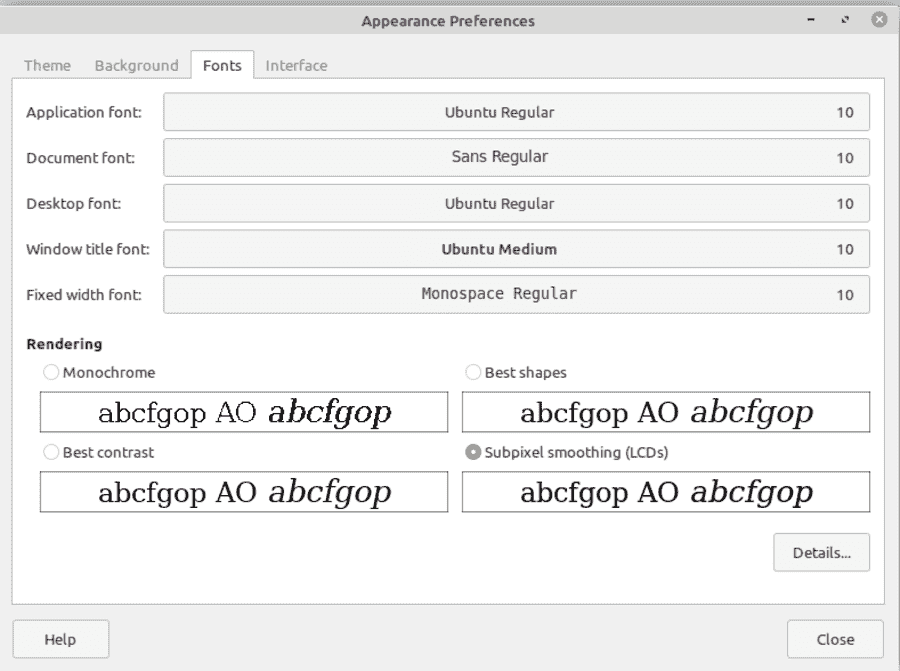 Appearance Preferences
Theme Background Fonts Interface
Application font: Ubuntu Regular 10
Document font: Sans Regular 10
Desktop font: Ubuntu Regular 10
Window title font: Ubuntu Medium 10
Fixed width font: Monospace Regular 10
Rendering
Monochrome Best shapes
abcfgop AO abcfgop abcfgop AO abcfgop
Best contrast Subpixel smoothing (LCDs)
abcfgop AO abcfgop abcfgop AO abcfgop
Details...
Help Close